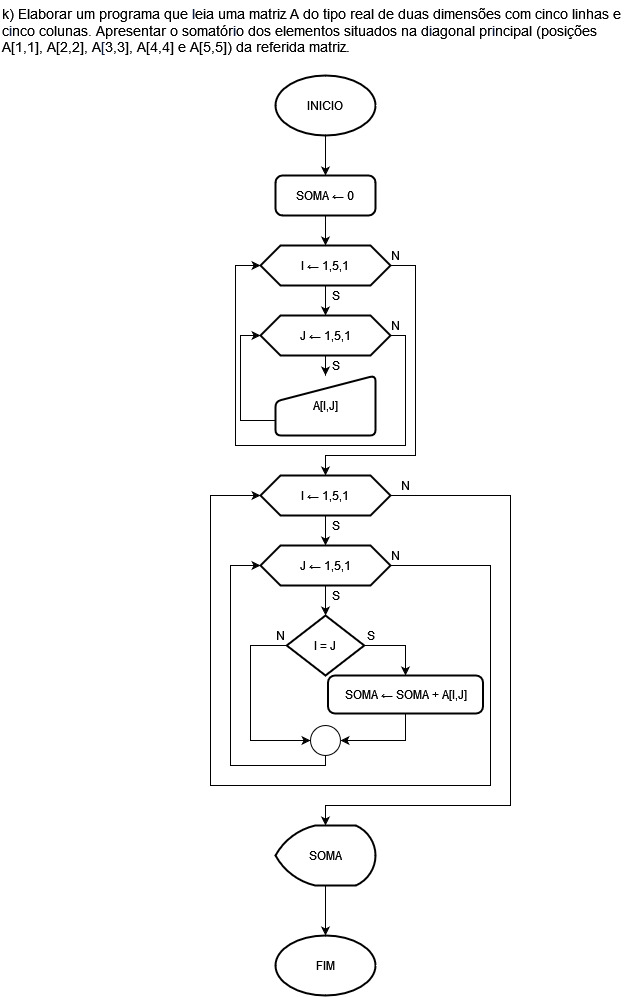 k) Elaborar um programa que leia uma matriz A do tipo real de duas dimensões com cinco linhas e
cinco colunas. Apresentar o somatório dos elementos situados na diagonal principal (posições
A[1,1], A[2,2], A[3,3], A[4,4] e A[5,5]) da referida matriz.
INICIO
SOMA ← 0
I ← 1,5,1
N
S
J ← 1,5,1
N
S
A[I,J]
I ← 1,5,1
N
S
J ← 1,5,1
N
S
N
I = J
S
SOMA ← SOMA + A[I,J]
SOMA
FIM